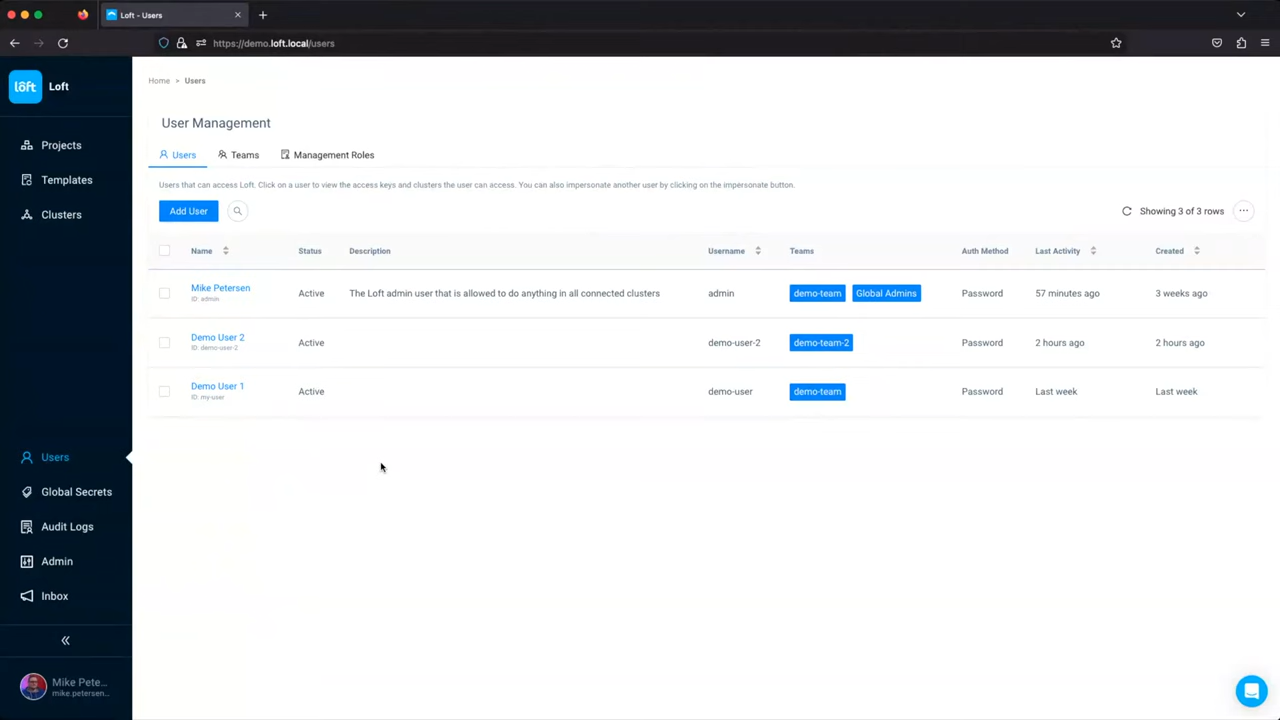 Loft - Users
https://demo.loft.local/users
löft Loft
Projects
Templates
Clusters
Users
Global Secrets
Audit Logs
Admin
Inbox
Mike Pete...
mike.petersen...
Home > Users
User Management
Users Teams Management Roles
Users that can access Loft. Click on a user to view the access keys and clusters the user can access. You can also impersonate another user by clicking on the impersonate button.
Add User Showing 3 of 3 rows
Name Status Description Username Teams Auth Method Last Activity Created
Mike Petersen Active The Loft admin user that is allowed to do anything in all connected clusters admin demo-team Global Admins Password 57 minutes ago 3 weeks ago
ID: admin
Demo User 2 Active demo-user-2 demo-team-2 Password 2 hours ago 2 hours ago
ID: demo-user-2
Demo User 1 Active demo-user demo-team Password Last week Last week
ID: my-user